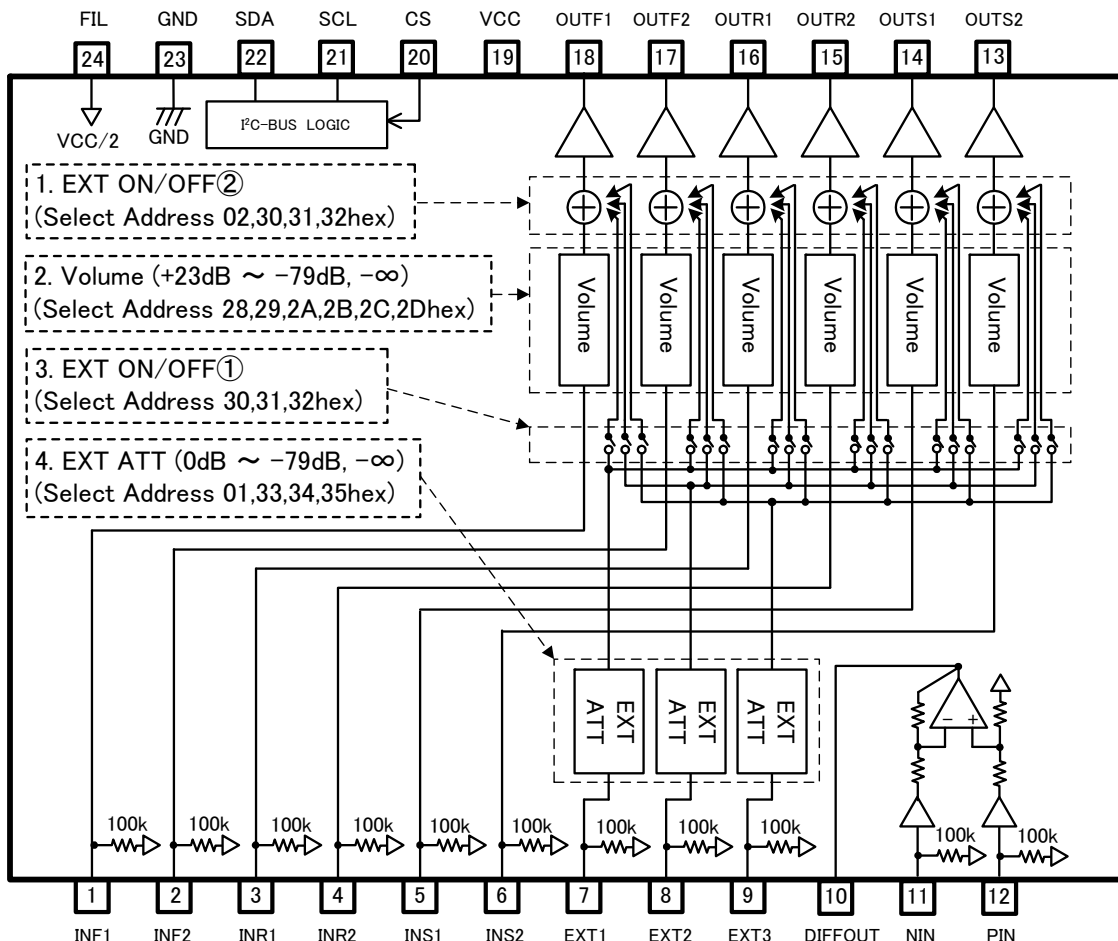 FIL GND SDA SCL CS VCC OUTF1 OUTF2 OUTR1 OUTR2 OUTS1 OUTS2
24 23 22 21 20 19 18 17 16 15 14 13
VCC/2 GND I²C-BUS LOGIC
1. EXT ON/OFF②
(Select Address 02,30,31,32hex)
2. Volume (+23dB ～ -79dB, -∞)
(Select Address 28,29,2A,2B,2C,2Dhex)
Volume Volume Volume Volume Volume Volume
3. EXT ON/OFF①
(Select Address 30,31,32hex)
4. EXT ATT (0dB ～ -79dB, -∞)
(Select Address 01,33,34,35hex)
EXT ATT EXT ATT EXT ATT
- +
100k 100k 100k 100k 100k 100k 100k 100k 100k 100k 100k
1 2 3 4 5 6 7 8 9 10 11 12
INF1 INF2 INR1 INR2 INS1 INS2 EXT1 EXT2 EXT3 DIFFOUT NIN PIN